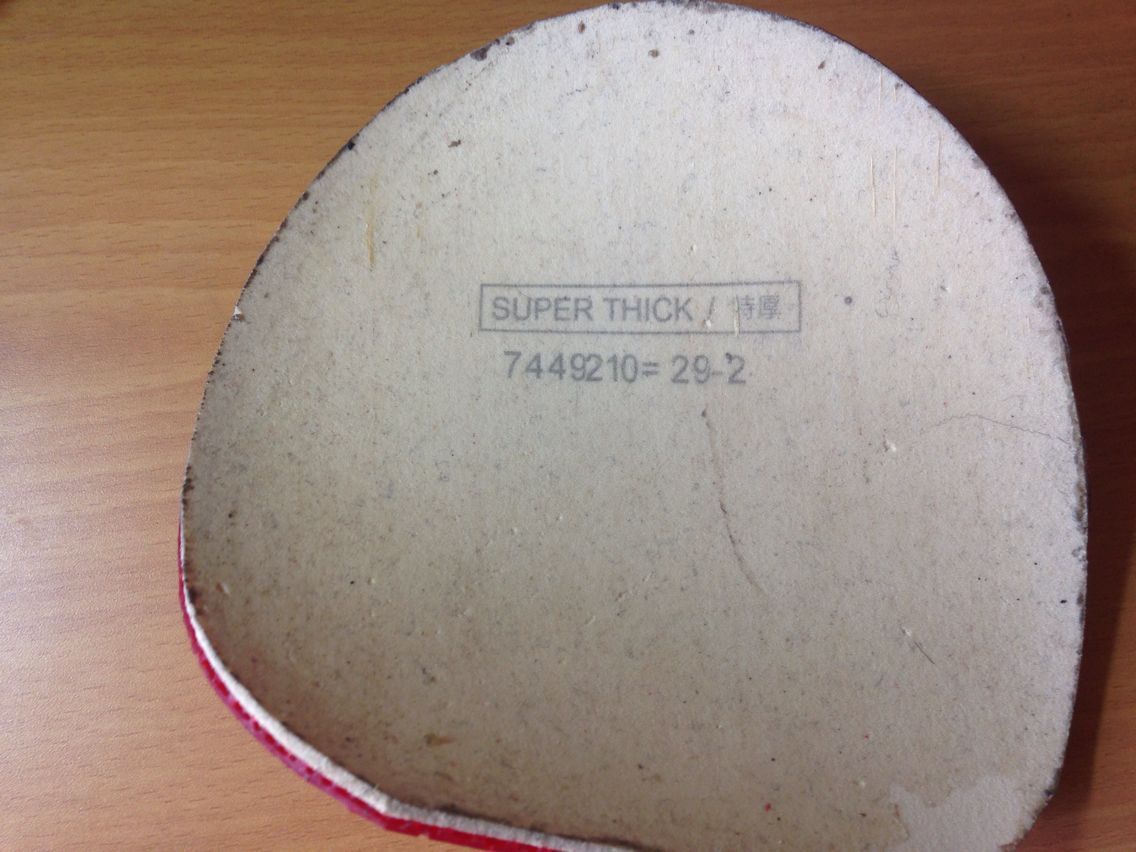 SUPER THICK / 特厚
7449210= 29-2